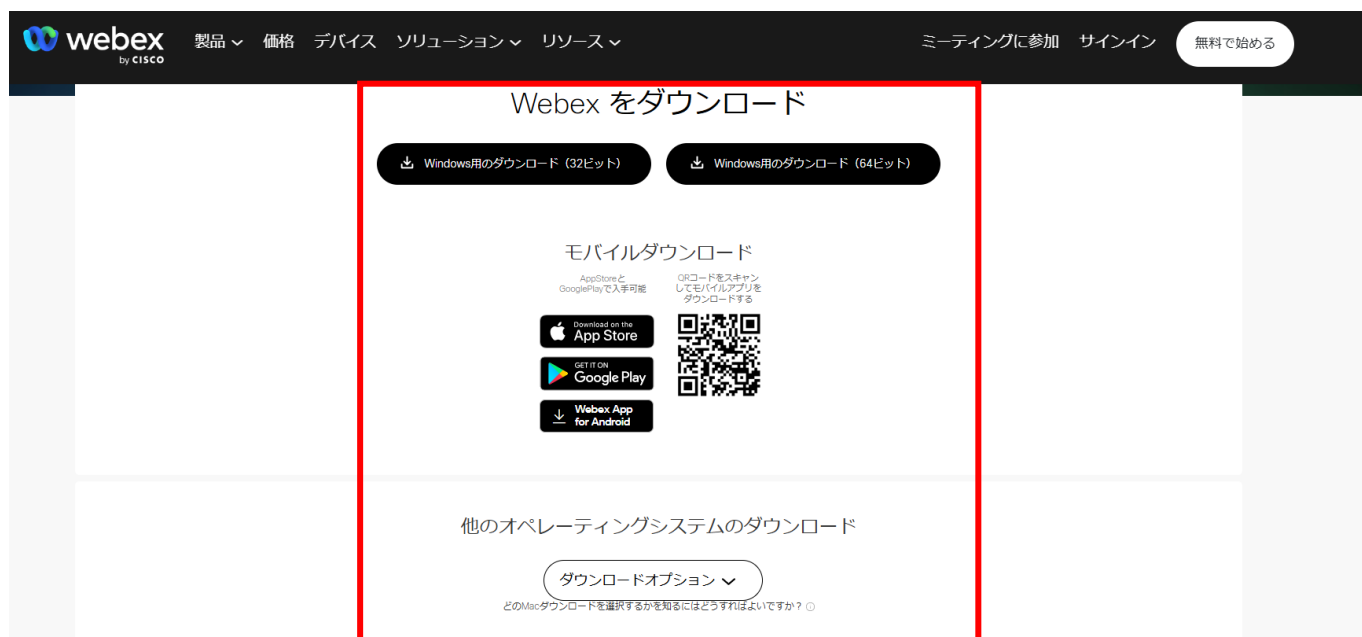 webex
by CISCO
製品 価格 デバイス ソリューション リソース ミーティングに参加 サインイン 無料で始める
Webex をダウンロード
Windows用のダウンロード（32ビット） Windows用のダウンロード（64ビット）
モバイルダウンロード
AppStoreと
GooglePlayで入手可能
QRコードをスキャン
してモバイルアプリを
ダウンロードする
Download on the
App Store
GET IT ON
Google Play
Webex App
for Android
他のオペレーティングシステムのダウンロード
ダウンロードオプション
どのMacダウンロードを選択するかを知るにはどうすればよいですか？